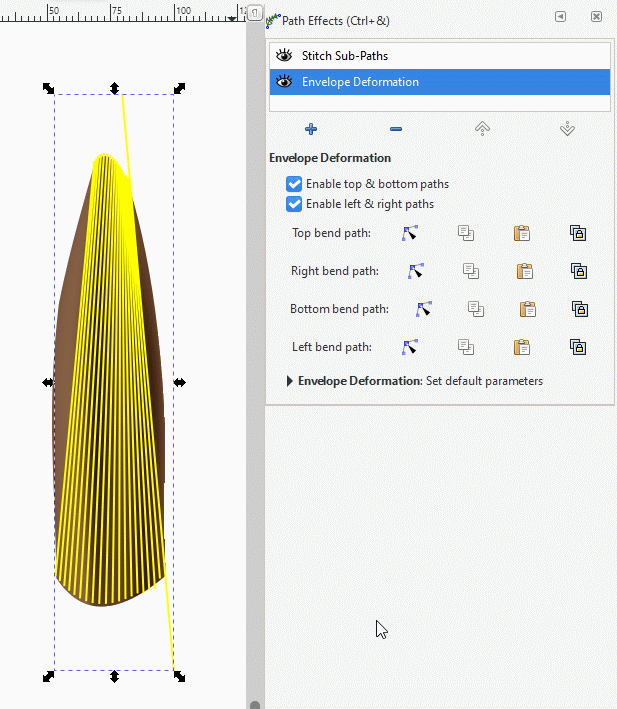 50 75 100 12
Path Effects (Ctrl+&)
Stitch Sub-Paths
Envelope Deformation
Envelope Deformation
Enable top & bottom paths
Enable left & right paths
Top bend path:
Right bend path:
Bottom bend path:
Left bend path:
Envelope Deformation: Set default parameters